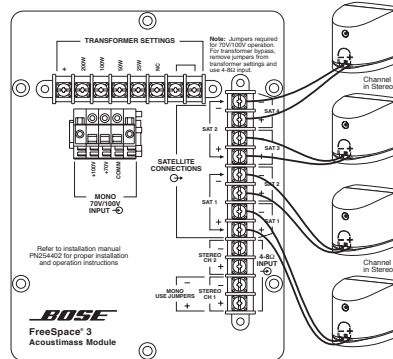 TRANSFORMER SETTINGS
+
200W
100W
50W
25W
NC
Note: Jumpers required
for 70V/100V operation.
For transformer bypass,
remove jumpers from
transformer settings and
use 4-8Ω input.
+100V
+70V
COMM
MONO
70V/100V
INPUT
SATELLITE
CONNECTIONS
SAT 2
−
+
SAT 1
−
+
−
SAT 4
+
−
SAT 3
+
−
SAT 2
+
−
SAT 1
+
STEREO
CH 2
−
+
4-8Ω
INPUT
MONO
USE JUMPERS
−
+
STEREO
CH 1
−
+
Refer to installation manual
PN254402 for proper installation
and operation instructions
BOSE
FreeSpace® 3
Acoustimass Module
Channel
in Stereo
Channel
in Stereo